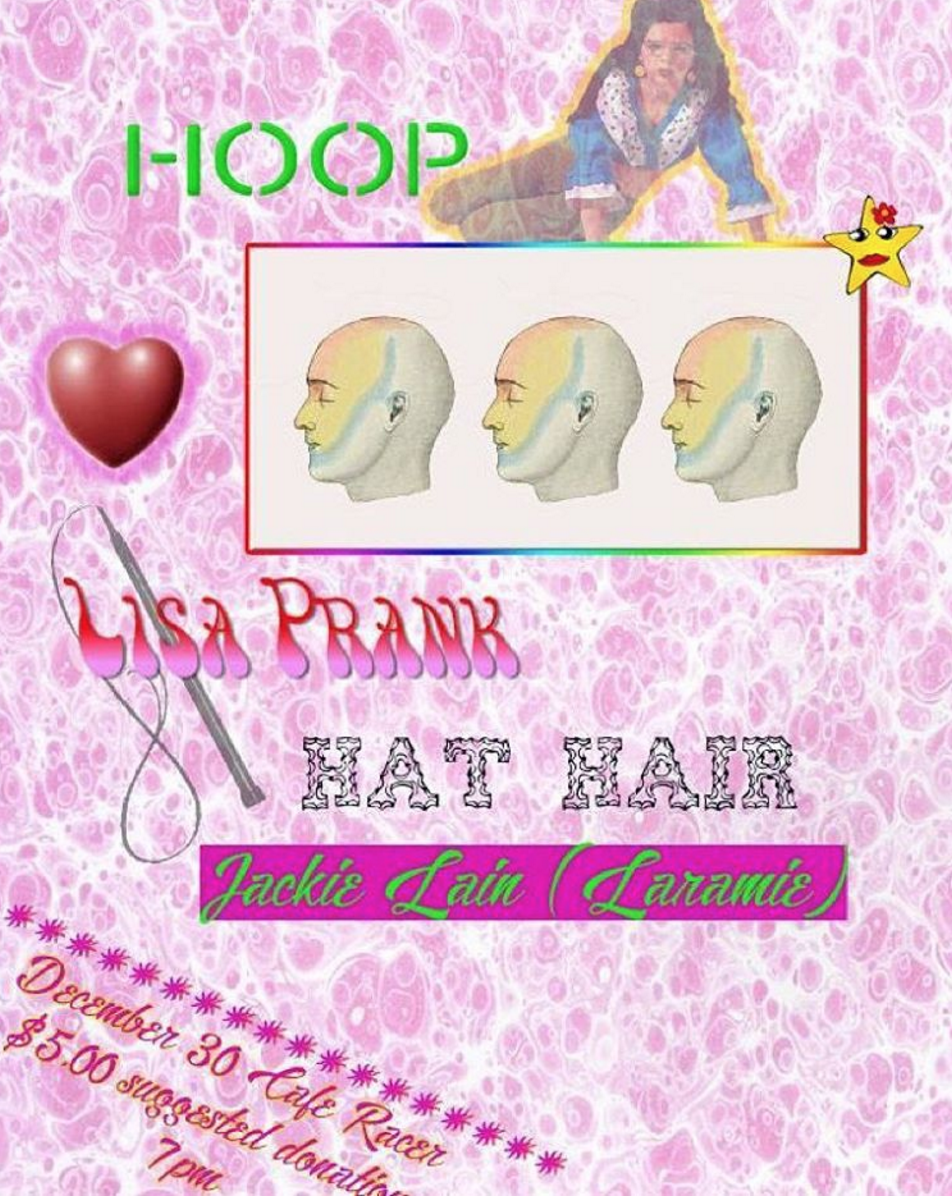 HOOP
LISA PRANK
HAT HAIR
Jackie Lain (Laramie)
******************
December 30 Cafe Racer
$5.00 suggested donation
7pm